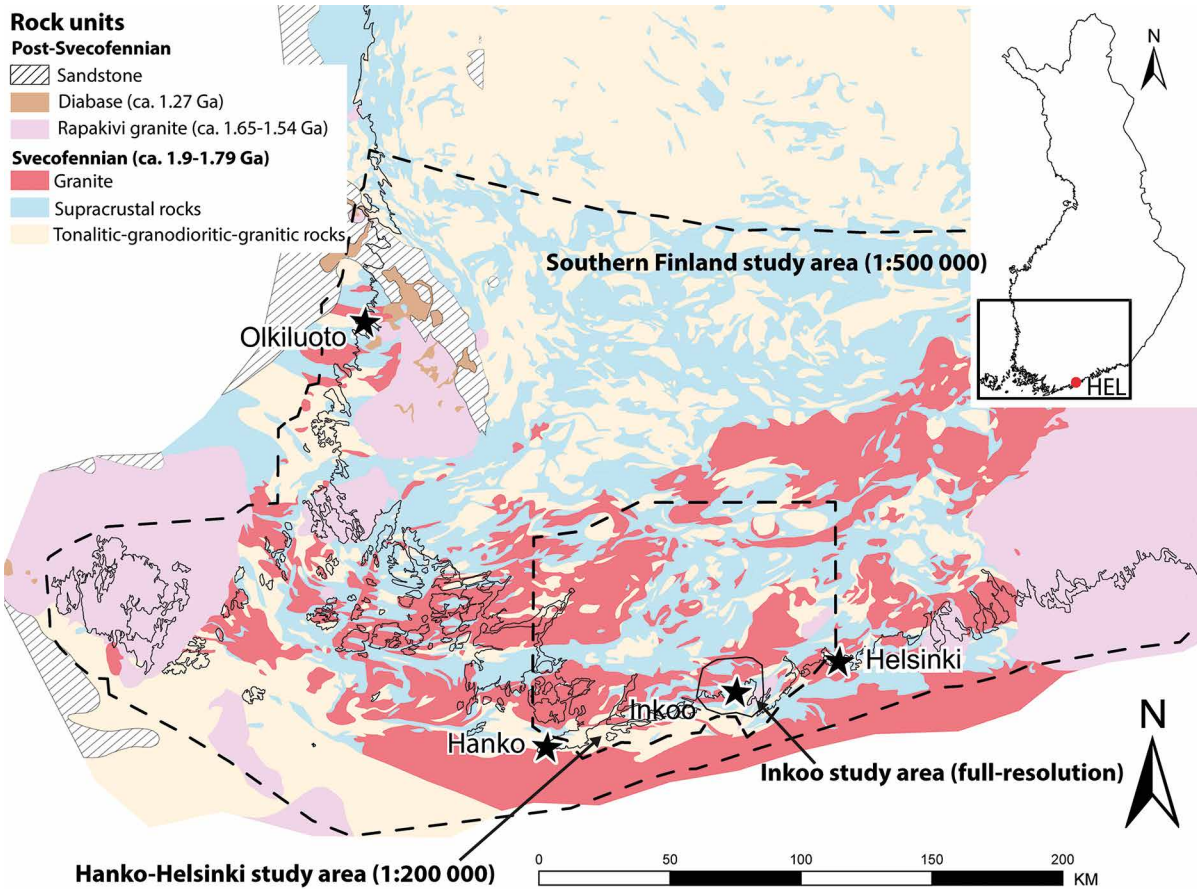 Rock units
Post-Svecofennian
Sandstone
Diabase (ca. 1.27 Ga)
Rapakivi granite (ca. 1.65-1.54 Ga)
Svecofennian (ca. 1.9-1.79 Ga)
Granite
Supracrustal rocks
Tonalitic-granodioritic-granitic rocks
N
HEL
Southern Finland study area (1:500 000)
Olkiluoto
Helsinki
Inkoo
Hanko
N
Inkoo study area (full-resolution)
Hanko-Helsinki study area (1:200 000)
0 50 100 150 200
KM